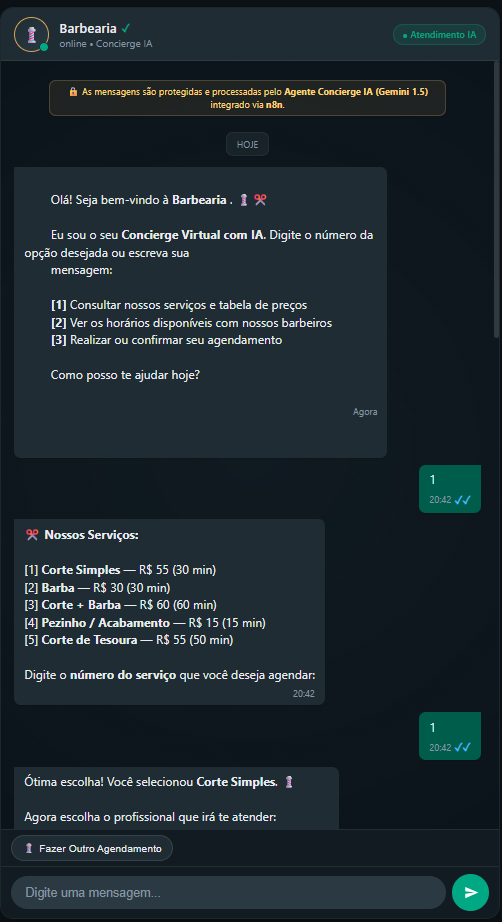 Barbearia ✓
online • Concierge IA
● Atendimento IA
🔒 As mensagens são protegidas e processadas pelo Agente Concierge IA (Gemini 1.5)
integrado via n8n.
HOJE
Olá! Seja bem-vindo à Barbearia . 💈 ✂️
Eu sou o seu Concierge Virtual com IA. Digite o número da
opção desejada ou escreva sua
mensagem:
[1] Consultar nossos serviços e tabela de preços
[2] Ver os horários disponíveis com nossos barbeiros
[3] Realizar ou confirmar seu agendamento
Como posso te ajudar hoje?
Agora
1
20:42 ✓✓
✂️ Nossos Serviços:
[1] Corte Simples — R$ 55 (30 min)
[2] Barba — R$ 30 (30 min)
[3] Corte + Barba — R$ 60 (60 min)
[4] Pezinho / Acabamento — R$ 15 (15 min)
[5] Corte de Tesoura — R$ 55 (50 min)
Digite o número do serviço que você deseja agendar:
20:42
1
20:42 ✓✓
Ótima escolha! Você selecionou Corte Simples. 💈
Agora escolha o profissional que irá te atender:
💈 Fazer Outro Agendamento
Digite uma mensagem...